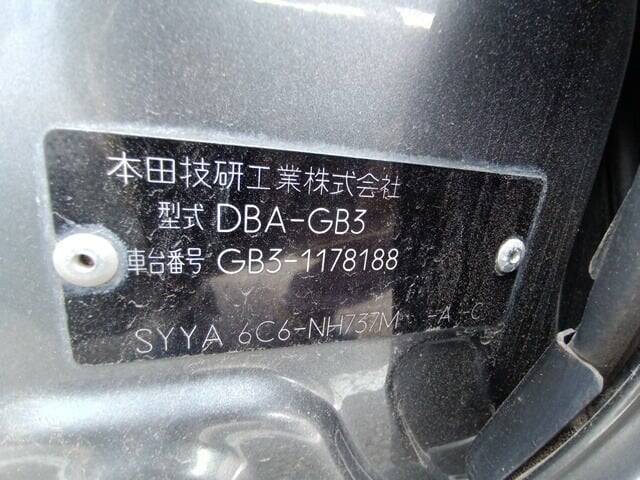 本田技研工業株式会社
型式 DBA-GB3
車台番号 GB3-1178188
SYYA 6C6-NH737M -A -C